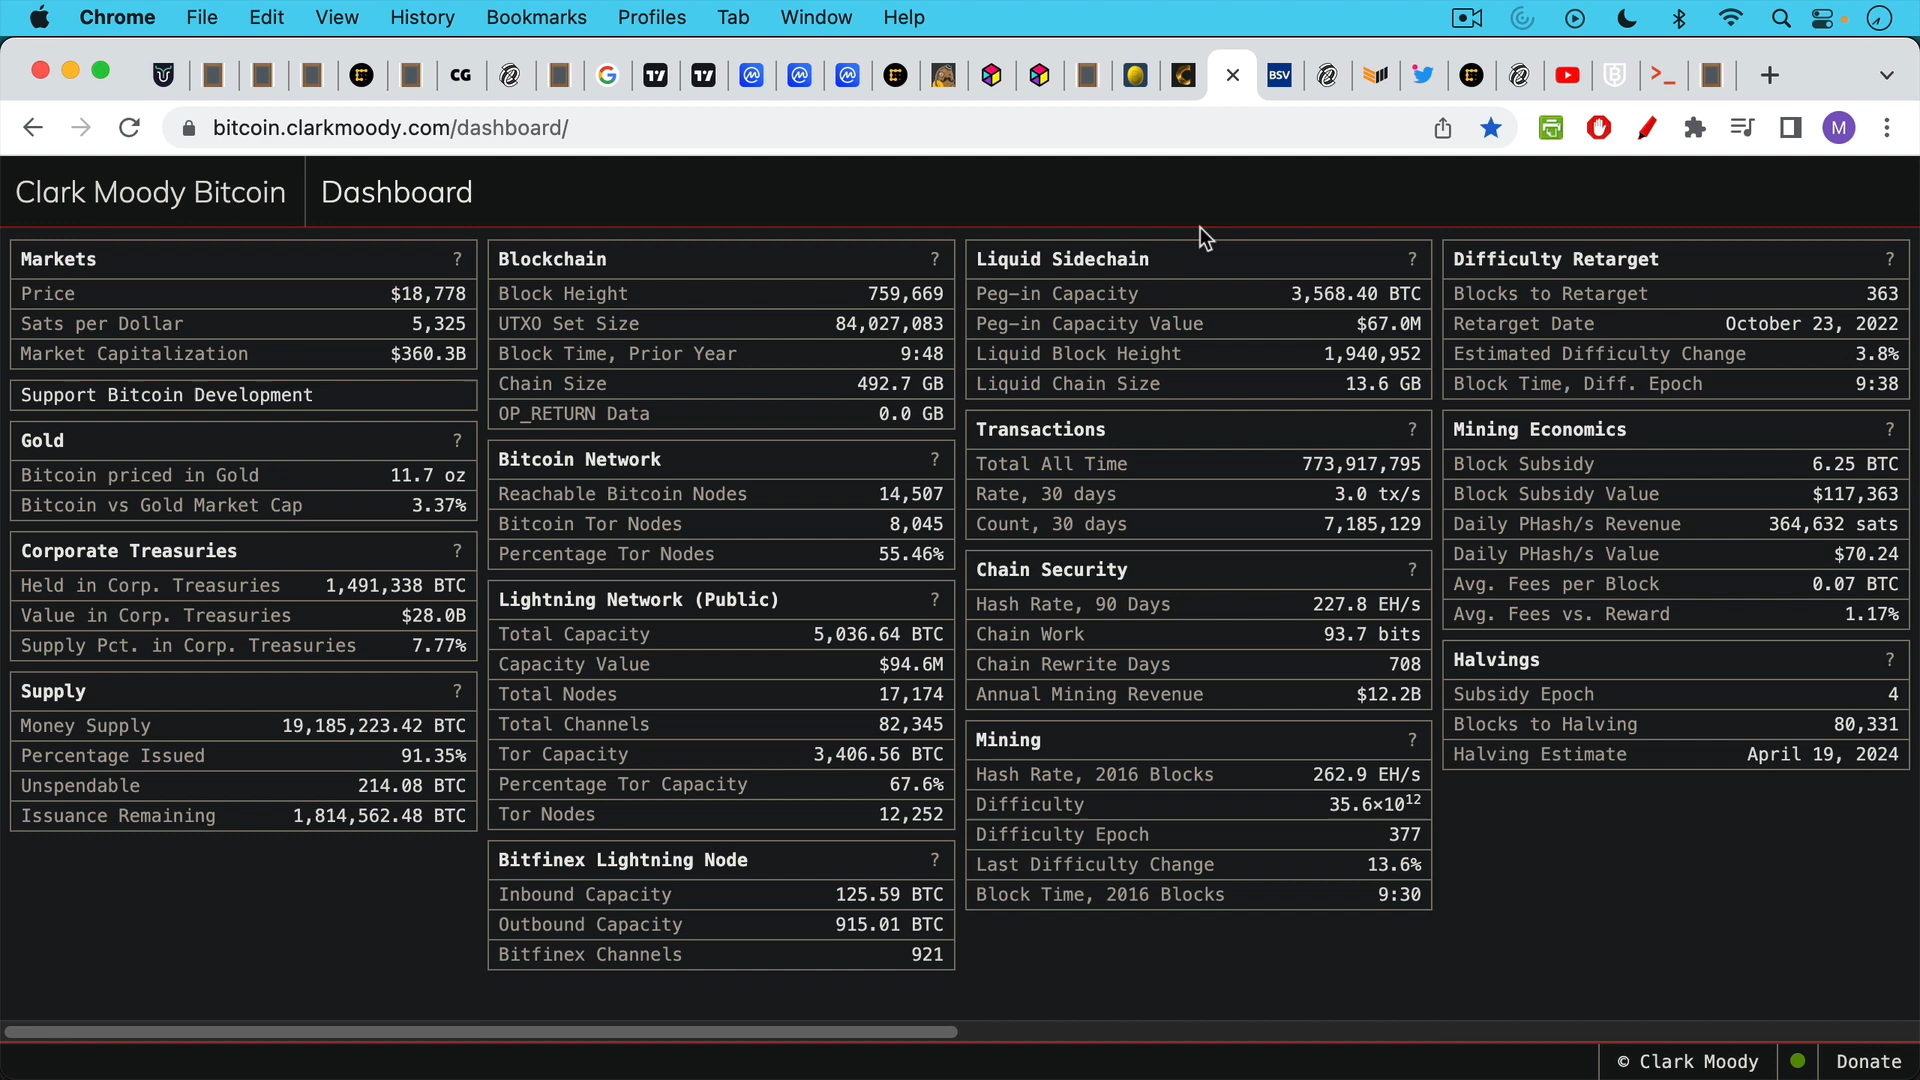 Chrome File Edit View History Bookmarks Profiles Tab Window Help
CG BSV
bitcoin.clarkmoody.com/dashboard/ M
Clark Moody Bitcoin Dashboard
Markets ?
Price $18,778
Sats per Dollar 5,325
Market Capitalization $360.3B
Support Bitcoin Development
Gold ?
Bitcoin priced in Gold 11.7 oz
Bitcoin vs Gold Market Cap 3.37%
Corporate Treasuries ?
Held in Corp. Treasuries 1,491,338 BTC
Value in Corp. Treasuries $28.0B
Supply Pct. in Corp. Treasuries 7.77%
Supply ?
Money Supply 19,185,223.42 BTC
Percentage Issued 91.35%
Unspendable 214.08 BTC
Issuance Remaining 1,814,562.48 BTC
Blockchain ?
Block Height 759,669
UTXO Set Size 84,027,083
Block Time, Prior Year 9:48
Chain Size 492.7 GB
OP_RETURN Data 0.0 GB
Bitcoin Network ?
Reachable Bitcoin Nodes 14,507
Bitcoin Tor Nodes 8,045
Percentage Tor Nodes 55.46%
Lightning Network (Public) ?
Total Capacity 5,036.64 BTC
Capacity Value $94.6M
Total Nodes 17,174
Total Channels 82,345
Tor Capacity 3,406.56 BTC
Percentage Tor Capacity 67.6%
Tor Nodes 12,252
Bitfinex Lightning Node ?
Inbound Capacity 125.59 BTC
Outbound Capacity 915.01 BTC
Bitfinex Channels 921
Liquid Sidechain ?
Peg-in Capacity 3,568.40 BTC
Peg-in Capacity Value $67.0M
Liquid Block Height 1,940,952
Liquid Chain Size 13.6 GB
Transactions ?
Total All Time 773,917,795
Rate, 30 days 3.0 tx/s
Count, 30 days 7,185,129
Chain Security ?
Hash Rate, 90 Days 227.8 EH/s
Chain Work 93.7 bits
Chain Rewrite Days 708
Annual Mining Revenue $12.2B
Mining ?
Hash Rate, 2016 Blocks 262.9 EH/s
Difficulty 35.6×10¹²
Difficulty Epoch 377
Last Difficulty Change 13.6%
Block Time, 2016 Blocks 9:30
Difficulty Retarget ?
Blocks to Retarget 363
Retarget Date October 23, 2022
Estimated Difficulty Change 3.8%
Block Time, Diff. Epoch 9:38
Mining Economics ?
Block Subsidy 6.25 BTC
Block Subsidy Value $117,363
Daily PHash/s Revenue 364,632 sats
Daily PHash/s Value $70.24
Avg. Fees per Block 0.07 BTC
Avg. Fees vs. Reward 1.17%
Halvings ?
Subsidy Epoch 4
Blocks to Halving 80,331
Halving Estimate April 19, 2024
© Clark Moody Donate